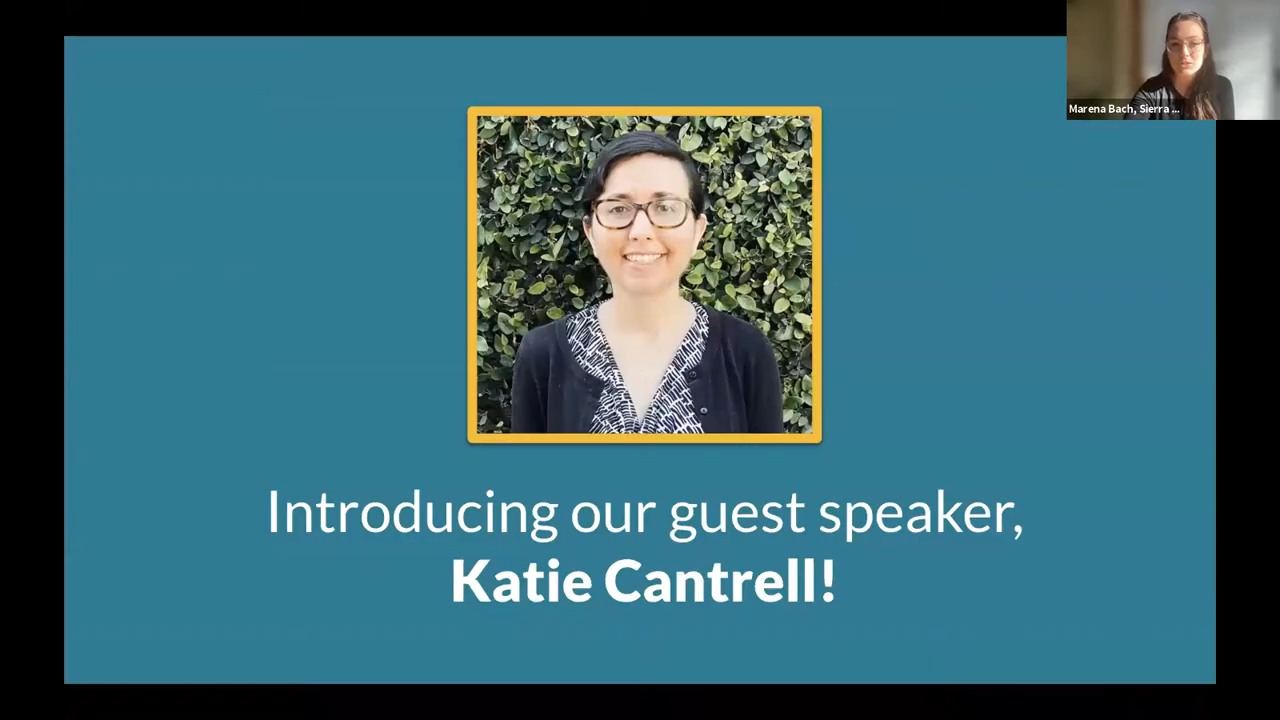 Marena Bach, Sierra ...
Introducing our guest speaker,
Katie Cantrell!